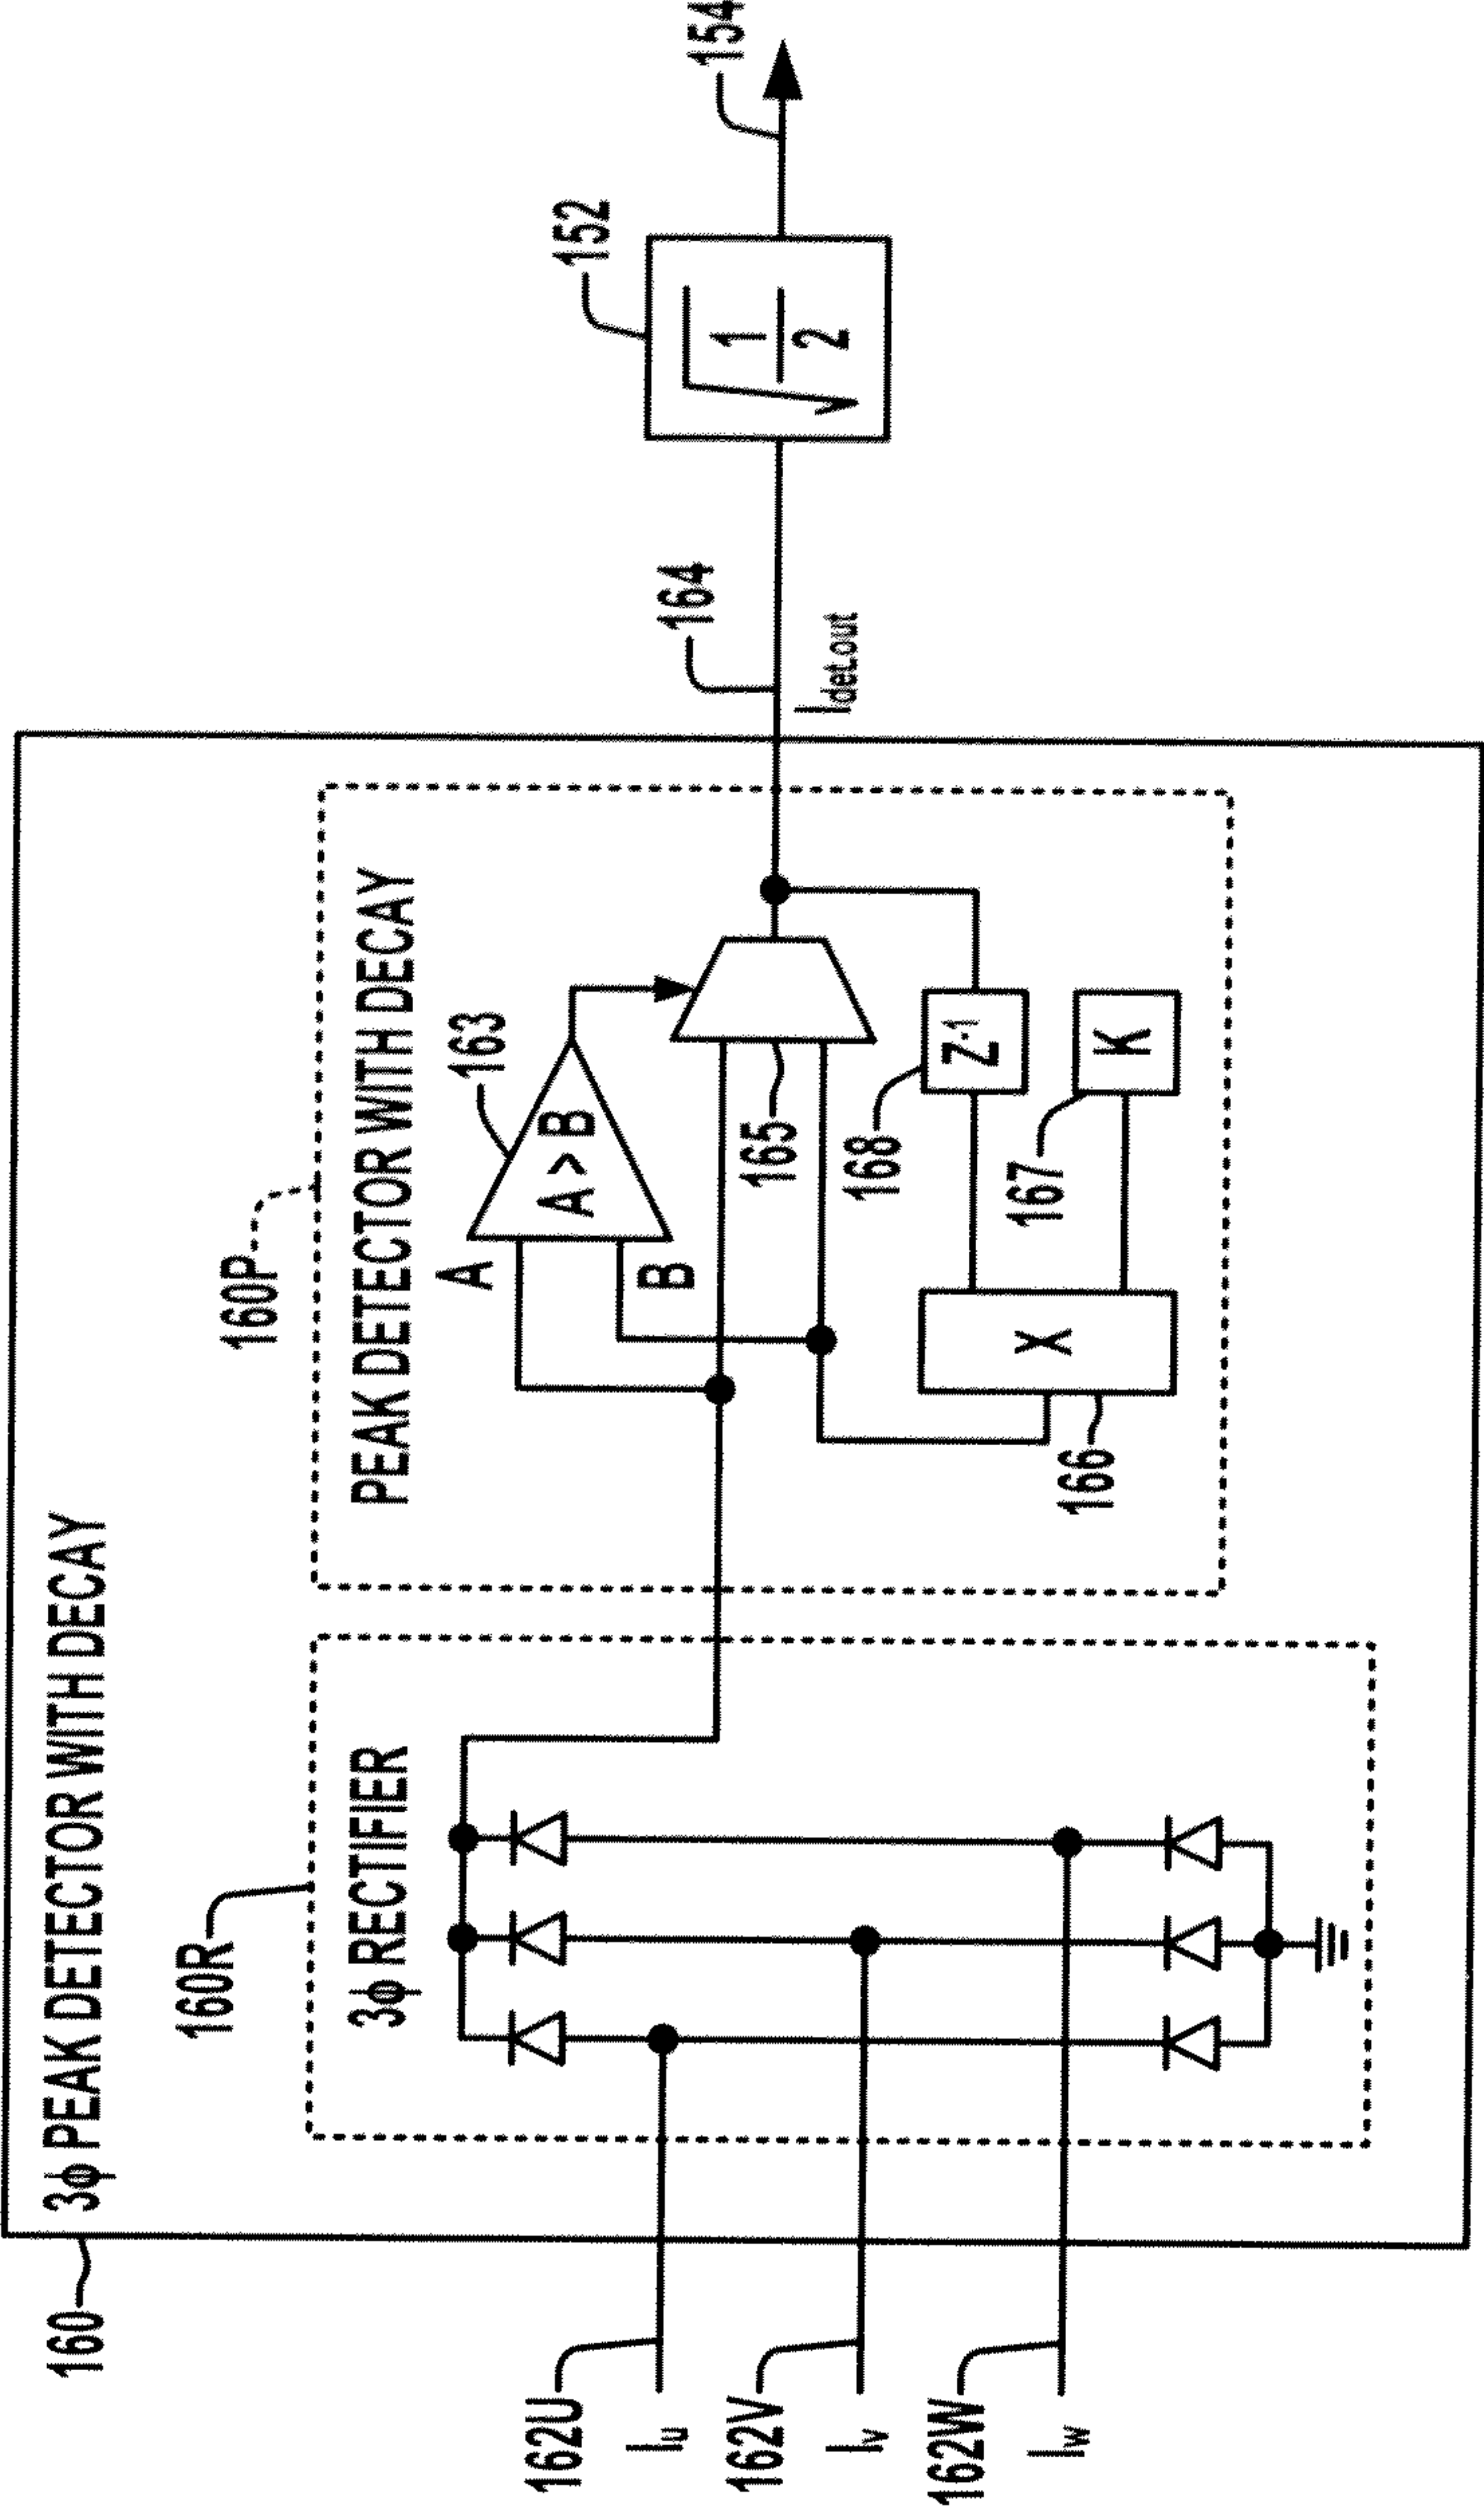 160
3ϕ PEAK DETECTOR WITH DECAY
160R
3ϕ RECTIFIER
160P
PEAK DETECTOR WITH DECAY
A
B
A > B
163
165
168
Z-1
167
K
X
166
162U
Iu
162V
Iv
162W
Iw
164
Idet.out
152
√1/2
154